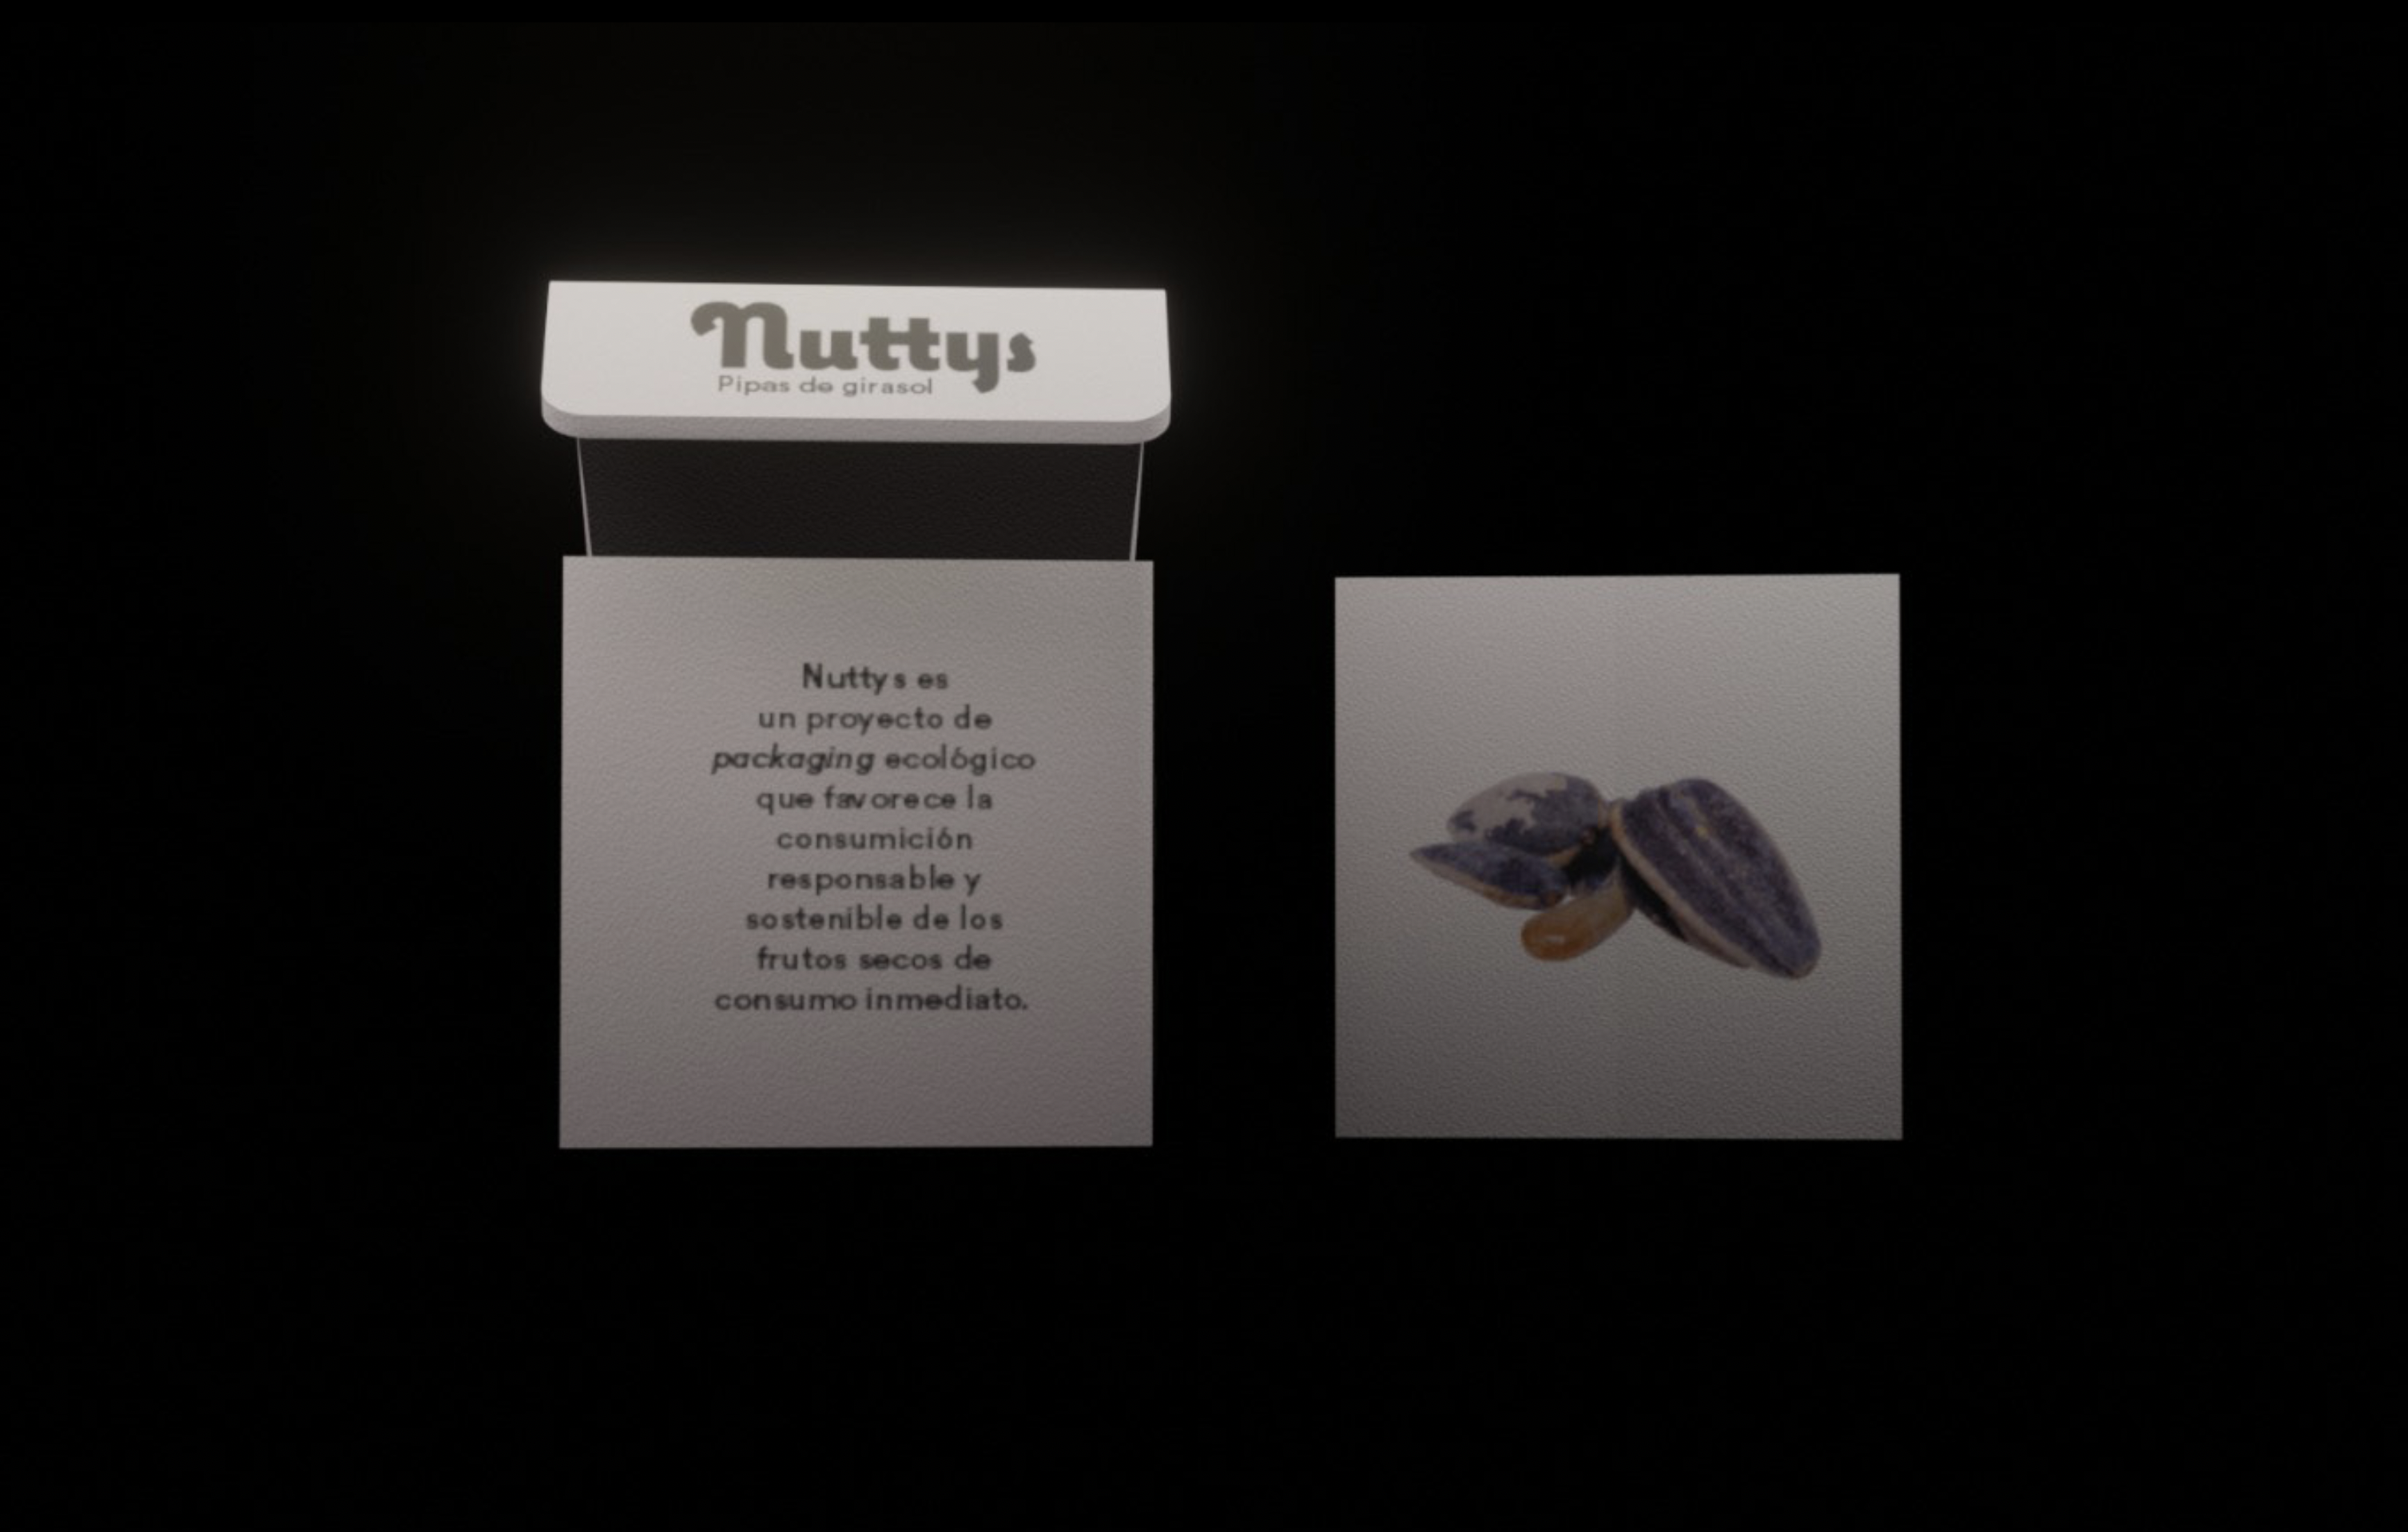 Nuttys
Pipas de girasol
Nuttys es
un proyecto de
packaging ecológico
que favorece la
consumición
responsable y
sostenible de los
frutos secos de
consumo inmediato.